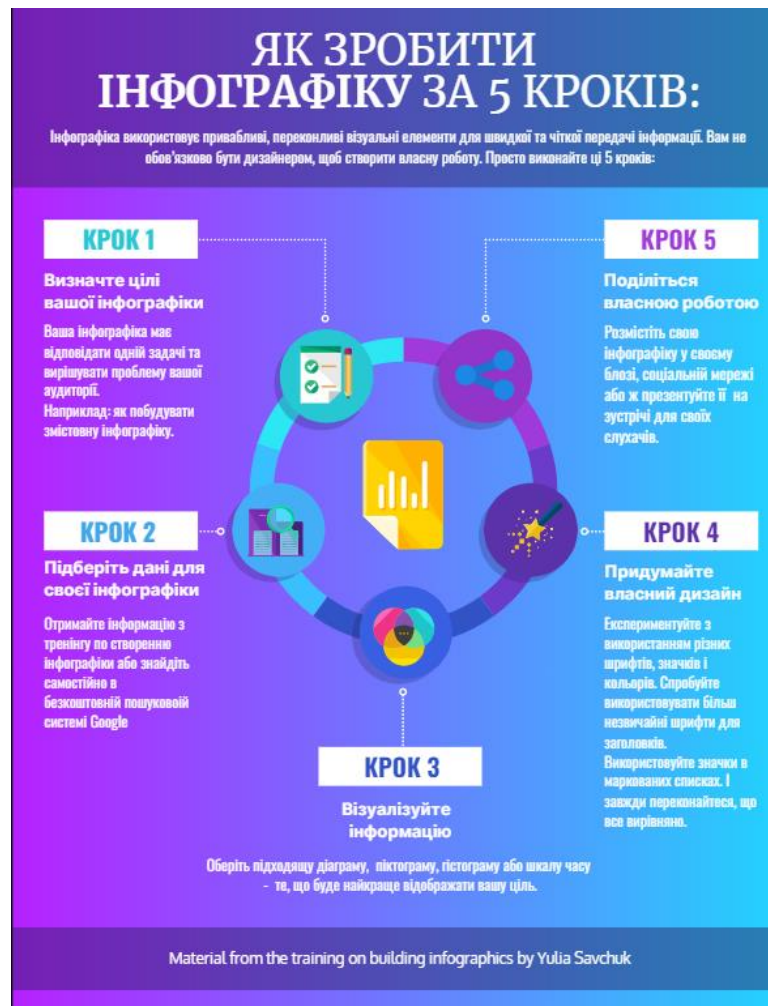 ЯК ЗРОБИТИ
ІНФОГРАФІКУ ЗА 5 КРОКІВ:
Інфографіка використовує привабливі, переконливі візуальні елементи для швидкої та чіткої передачі інформації. Вам не
обов'язково бути дизайнером, щоб створити власну роботу. Просто виконайте ці 5 кроків:
КРОК 1
Визначте цілі
вашої інфографіки
Ваша інфографіка має
відповідати одній задачі та
вирішувати проблему вашої
аудиторії.
Наприклад: як побудувати
змістовну інфографіку.
КРОК 2
Підберіть дані для
своєї інфографіки
Отримайте інформацію з
тренінгу по створенню
інфографіки або знайдіть
самостійно в
безкоштовній пошуковоій
системі Google
КРОК 3
Візуалізуйте
інформацію
Оберіть підходящу діаграму, піктограму, гістограму або шкалу часу
- те, що буде найкраще відображати вашу ціль.
КРОК 4
Придумайте
власний дизайн
Експериментуйте з
використанням різних
шрифтів, значків і
кольорів. Спробуйте
використовувати більш
незвичайні шрифти для
заголовків.
Використовуйте значки в
маркованих списках. І
завжди переконайтеся, що
все вирівняно.
КРОК 5
Поділіться
власною роботою
Розмістіть свою
інфографіку у своєму
блозі, соціальній мережі
або ж презентуйте її на
зустрічі для своїх
слухачів.
Material from the training on building infographics by Yulia Savchuk